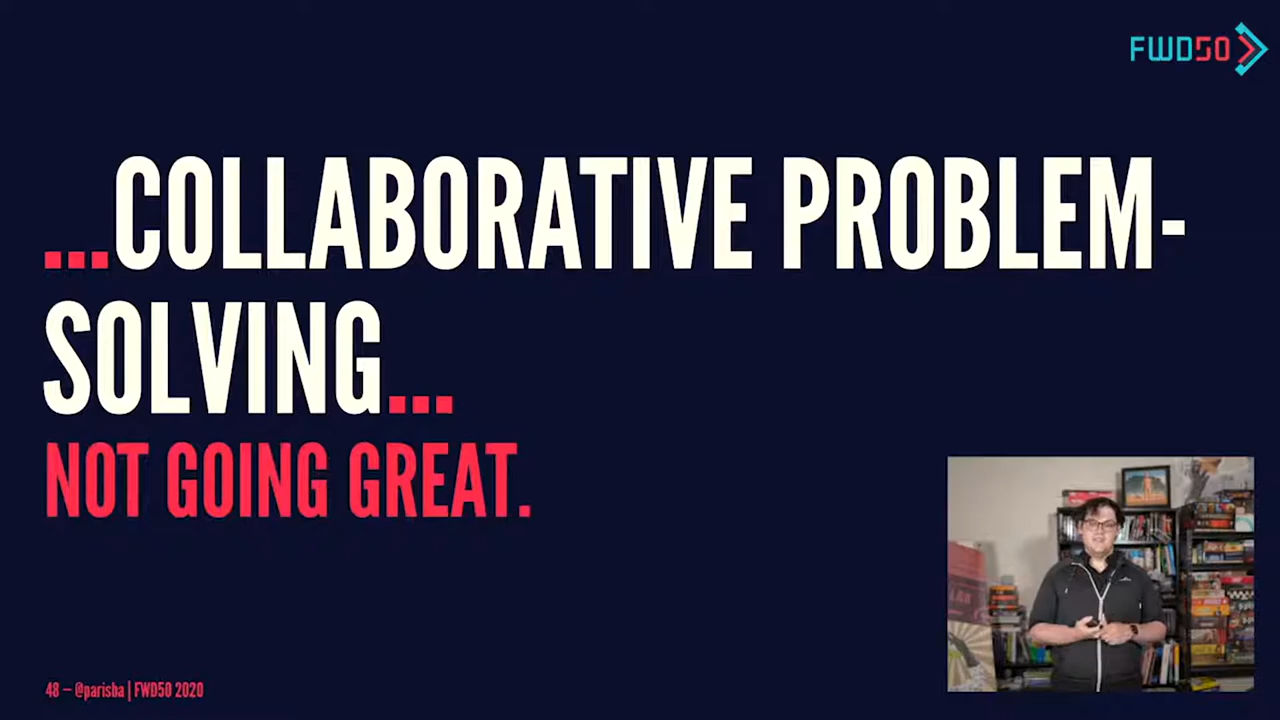 FWD50
...COLLABORATIVE PROBLEM-
SOLVING...
NOT GOING GREAT.
48 – @parisba | FWD50 2020